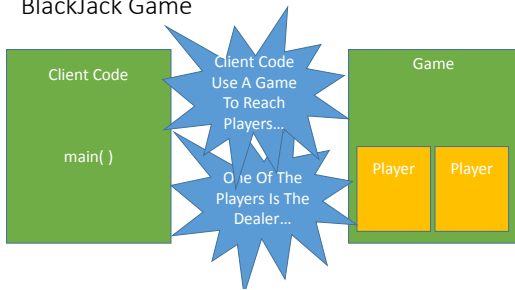 BlackJack Game
Client Code
main( )
Client Code
Use A Game
To Reach
Players…
One Of The
Players Is The
Dealer…
Game
Player
Player